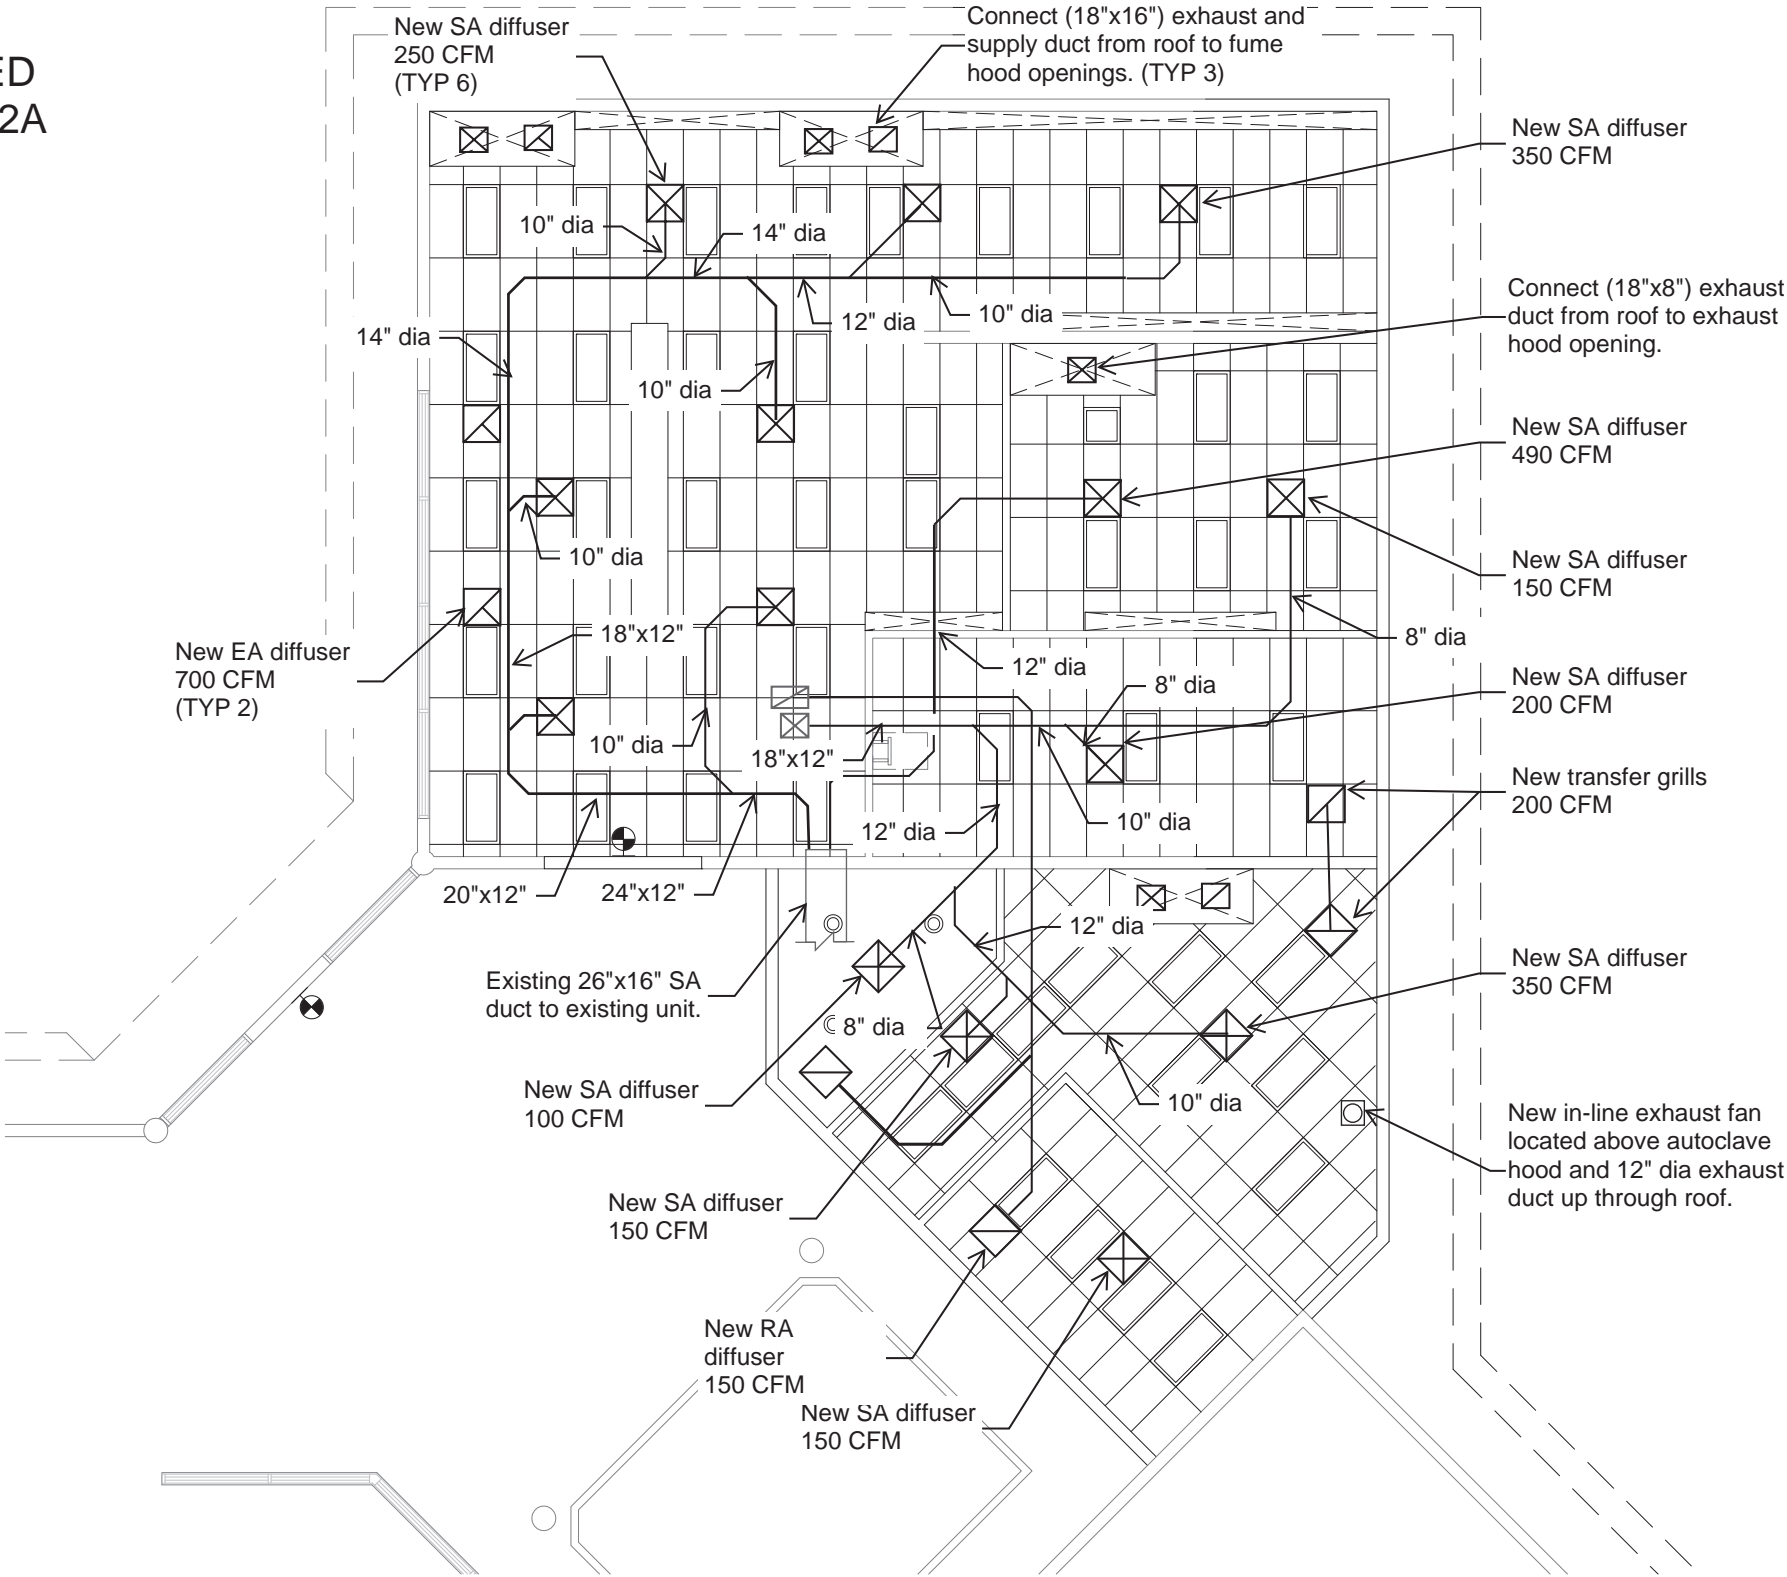 ED
2A
New SA diffuser
250 CFM
(TYP 6)
Connect (18"x16") exhaust and
supply duct from roof to fume
hood openings. (TYP 3)
New SA diffuser
350 CFM
10" dia
14" dia
Connect (18"x8") exhaust
duct from roof to exhaust
hood opening.
12" dia
10" dia
14" dia
10" dia
New SA diffuser
490 CFM
10" dia
New SA diffuser
150 CFM
18"x12"
8" dia
New EA diffuser
700 CFM
(TYP 2)
12" dia
8" dia
New SA diffuser
200 CFM
10" dia
18"x12"
New transfer grills
200 CFM
12" dia
10" dia
20"x12"
24"x12"
12" dia
Existing 26"x16" SA
duct to existing unit.
New SA diffuser
350 CFM
8" dia
New SA diffuser
100 CFM
10" dia
New in-line exhaust fan
located above autoclave
hood and 12" dia exhaust
duct up through roof.
New SA diffuser
150 CFM
New RA
diffuser
150 CFM
New SA diffuser
150 CFM